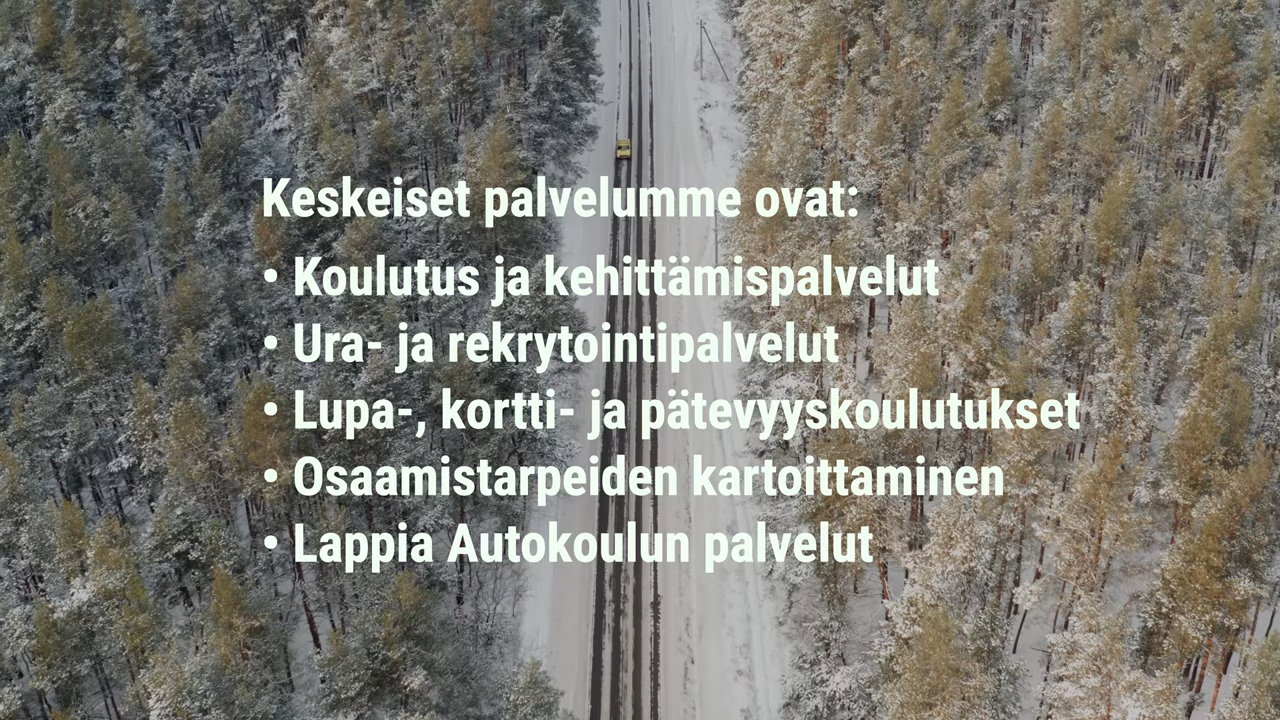 Keskeiset palvelumme ovat:
• Koulutus ja kehittämispalvelut
• Ura- ja rekrytointipalvelut
• Lupa-, kortti- ja pätevyyskoulutukset
• Osaamistarpeiden kartoittaminen
• Lappia Autokoulun palvelut